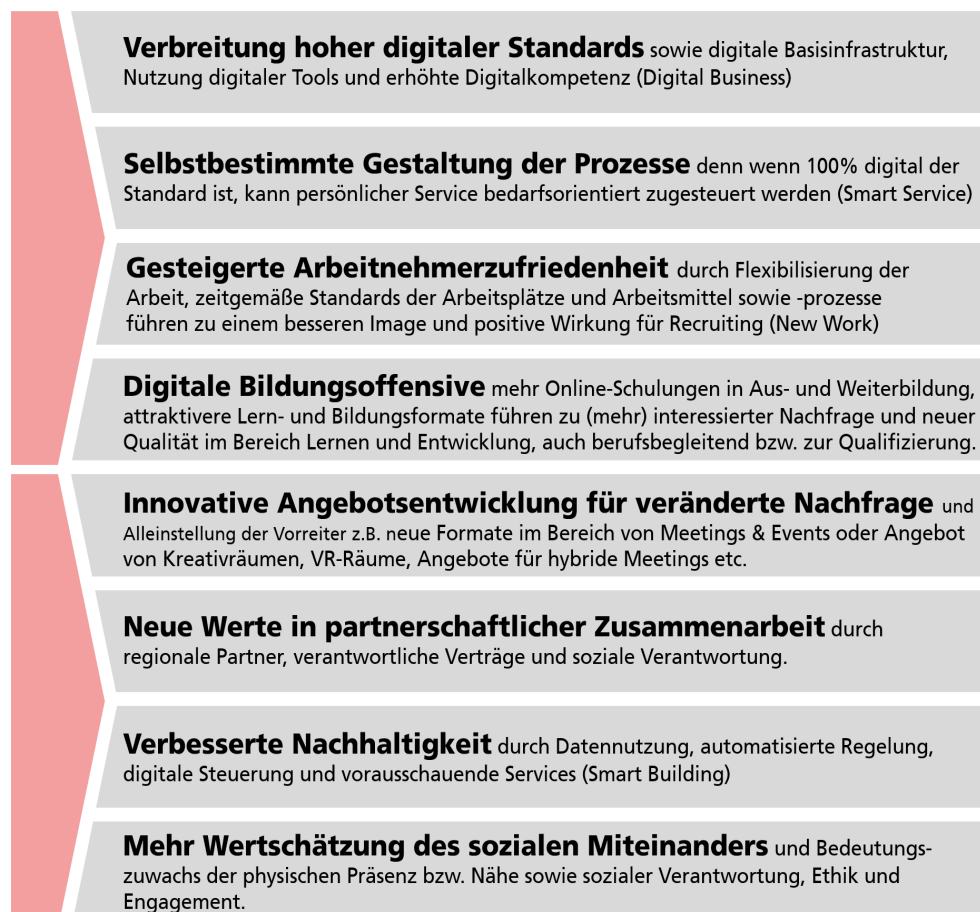 Verbreitung hoher digitaler Standards sowie digitale Basisinfrastruktur,
Nutzung digitaler Tools und erhöhte Digitalkompetenz (Digital Business)
Selbstbestimmte Gestaltung der Prozesse denn wenn 100% digital der
Standard ist, kann persönlicher Service bedarfsorientiert zugesteuert werden (Smart Service)
Gesteigerte Arbeitnehmerzufriedenheit durch Flexibilisierung der
Arbeit, zeitgemäße Standards der Arbeitsplätze und Arbeitsmittel sowie -prozesse
führen zu einem besseren Image und positive Wirkung für Recruiting (New Work)
Digitale Bildungsoffensive mehr Online-Schulungen in Aus- und Weiterbildung,
attraktivere Lern- und Bildungsformate führen zu (mehr) interessierter Nachfrage und neuer
Qualität im Bereich Lernen und Entwicklung, auch berufsbegleitend bzw. zur Qualifizierung.
Innovative Angebotsentwicklung für veränderte Nachfrage und
Alleinstellung der Vorreiter z.B. neue Formate im Bereich von Meetings & Events oder Angebot
von Kreativräumen, VR-Räume, Angebote für hybride Meetings etc.
Neue Werte in partnerschaftlicher Zusammenarbeit durch
regionale Partner, verantwortliche Verträge und soziale Verantwortung.
Verbesserte Nachhaltigkeit durch Datennutzung, automatisierte Regelung,
digitale Steuerung und vorausschauende Services (Smart Building)
Mehr Wertschätzung des sozialen Miteinanders und Bedeutungs-
zuwachs der physischen Präsenz bzw. Nähe sowie sozialer Verantwortung, Ethik und
Engagement.